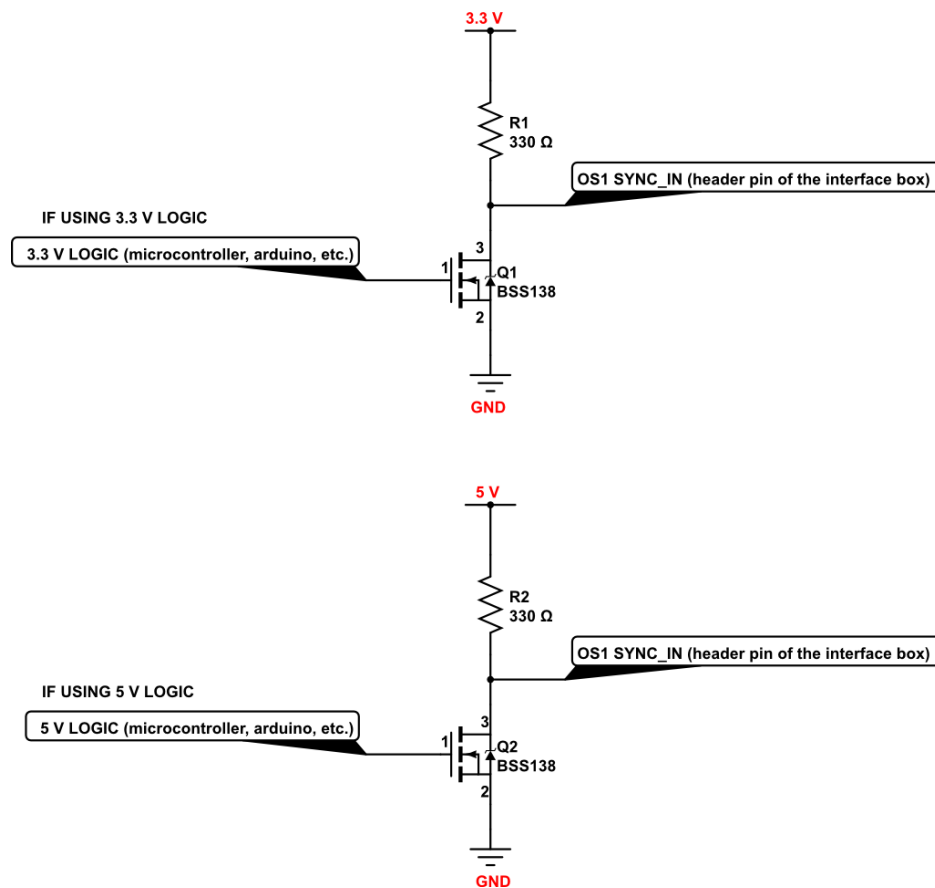 3.3 V
R1
330 Ω
OS1 SYNC_IN (header pin of the interface box)
IF USING 3.3 V LOGIC
3.3 V LOGIC (microcontroller, arduino, etc.)
3
1
Q1
BSS138
2
GND
5 V
R2
330 Ω
OS1 SYNC_IN (header pin of the interface box)
IF USING 5 V LOGIC
5 V LOGIC (microcontroller, arduino, etc.)
3
1
Q2
BSS138
2
GND